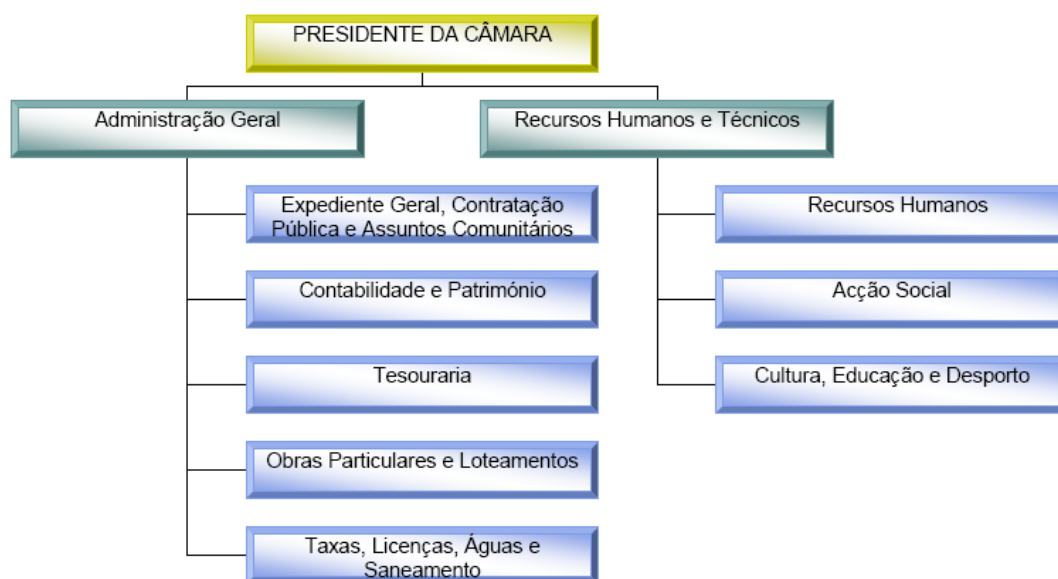 PRESIDENTE DA CÂMARA
Administração Geral
Recursos Humanos e Técnicos
Expediente Geral, Contratação
Pública e Assuntos Comunitários
Recursos Humanos
Contabilidade e Património
Acção Social
Tesouraria
Cultura, Educação e Desporto
Obras Particulares e Loteamentos
Taxas, Licenças, Águas e
Saneamento